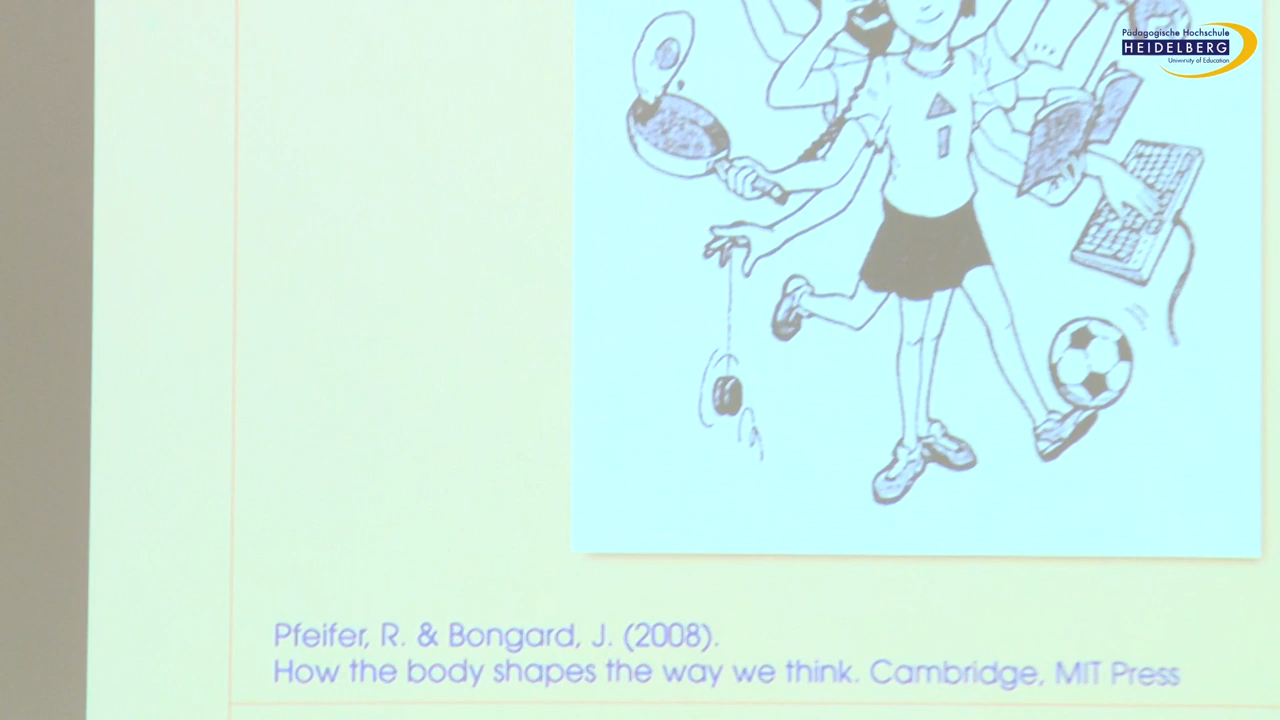 Pädagogische Hochschule
HEIDELBERG
University of Education
Pfeifer, R. & Bongard, J. (2008).
How the body shapes the way we think. Cambridge, MIT Press